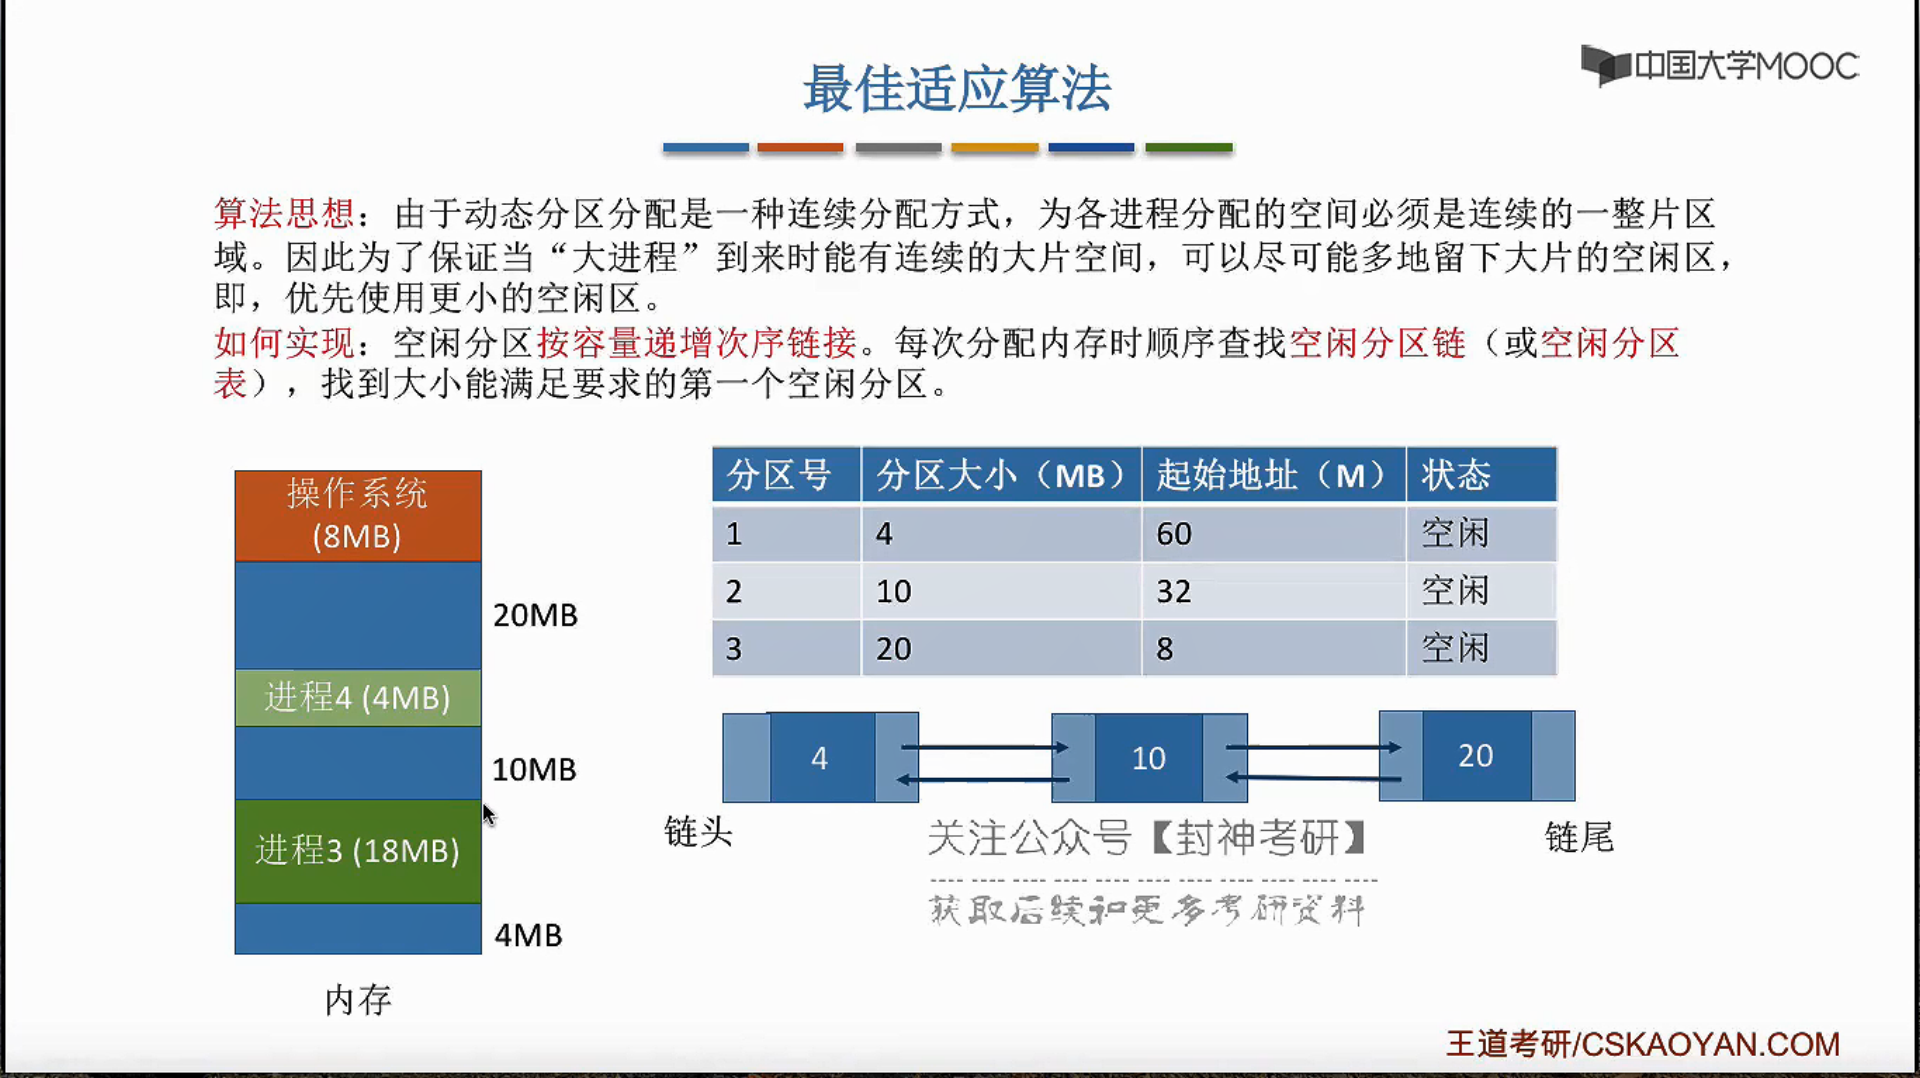 中国大学MOOC
最佳适应算法
算法思想：由于动态分区分配是一种连续分配方式，为各进程分配的空间必须是连续的一整片区
域。因此为了保证当“大进程”到来时能有连续的大片空间，可以尽可能多地留下大片的空闲区，
即，优先使用更小的空闲区。
如何实现：空闲分区按容量递增次序链接。每次分配内存时顺序查找空闲分区链（或空闲分区
表），找到大小能满足要求的第一个空闲分区。
操作系统
(8MB)
20MB
进程4 (4MB)
10MB
进程3 (18MB)
4MB
内存
分区号 分区大小（MB） 起始地址（M） 状态
1 4 60 空闲
2 10 32 空闲
3 20 8 空闲
4 10 20
链头 链尾
关注公众号【封神考研】
获取后续和更多考研资料
王道考研/CSKAOYAN.COM